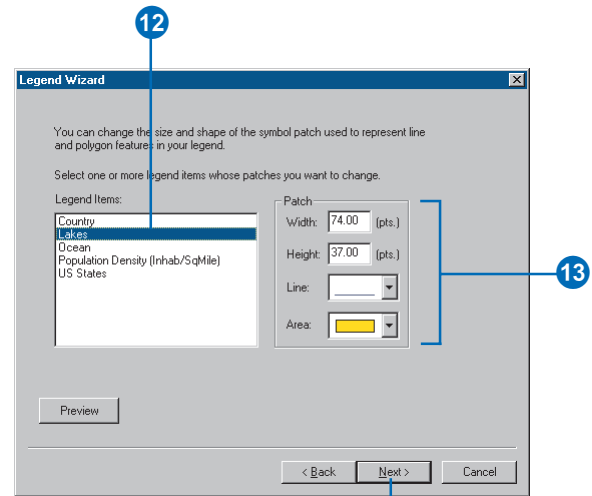 12
Legend Wizard
You can change the size and shape of the symbol patch used to represent line
and polygon features in your legend.
Select one or more legend items whose patches you want to change.
Legend Items:
Country
Lakes
Ocean
Population Density (Inhab/SqMile)
US States
Patch
Width: 74.00 (pts.)
Height: 37.00 (pts.)
Line:
Area:
13
Preview
< Back
Next >
Cancel